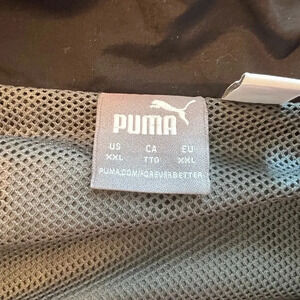 PUMA
US CA EU
XXL TTG XXL
PUMA.COM/FOREVERBETTER